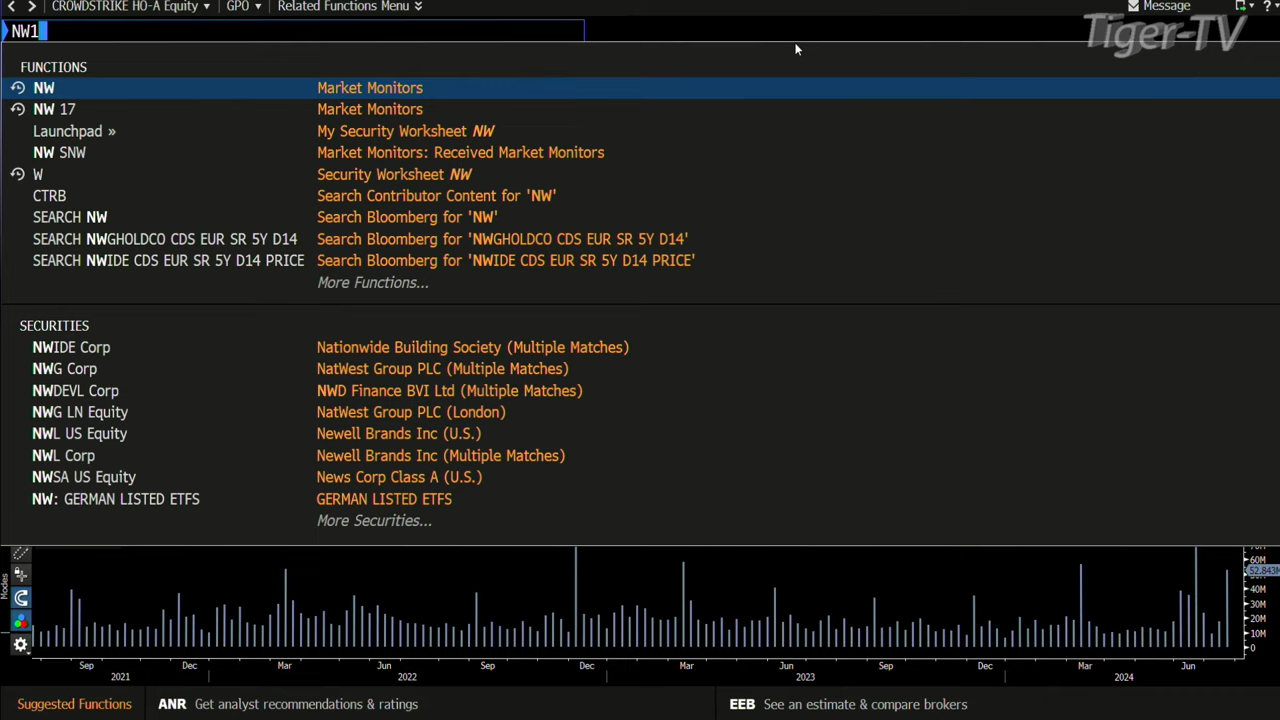 CROWDSTRIKE HO-A Equity GPO Related Functions Menu Message ?
Tiger-TV
NW1
FUNCTIONS
NW Market Monitors
NW 17 Market Monitors
Launchpad » My Security Worksheet NW
NW SNW Market Monitors: Received Market Monitors
W Security Worksheet NW
CTRB Search Contributor Content for 'NW'
SEARCH NW Search Bloomberg for 'NW'
SEARCH NWGHOLDCO CDS EUR SR 5Y D14 Search Bloomberg for 'NWGHOLDCO CDS EUR SR 5Y D14'
SEARCH NWIDE CDS EUR SR 5Y D14 PRICE Search Bloomberg for 'NWIDE CDS EUR SR 5Y D14 PRICE'
More Functions...
SECURITIES
NWIDE Corp Nationwide Building Society (Multiple Matches)
NWG Corp NatWest Group PLC (Multiple Matches)
NWDEVL Corp NWD Finance BVI Ltd (Multiple Matches)
NWG LN Equity NatWest Group PLC (London)
NWL US Equity Newell Brands Inc (U.S.)
NWL Corp Newell Brands Inc (Multiple Matches)
NWSA US Equity News Corp Class A (U.S.)
NW: GERMAN LISTED ETFS GERMAN LISTED ETFS
More Securities...
Modes
60M
52.843M
40M
30M
20M
10M
0
Sep Dec Mar Jun Sep Dec Mar Jun Sep Dec Mar Jun
2021 2022 2023 2024
Suggested Functions ANR Get analyst recommendations & ratings EEB See an estimate & compare brokers